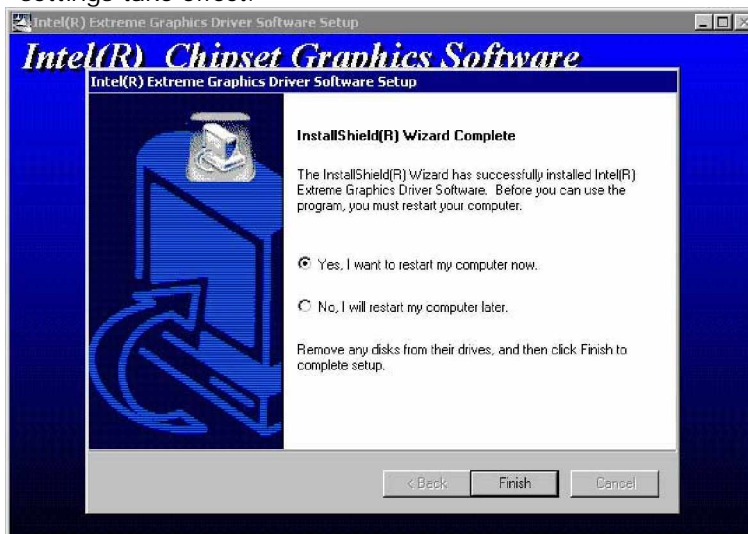 settings take effect.
Intel(R) Extreme Graphics Driver Software Setup
Intel(R) Chipset Graphics Software
Intel(R) Extreme Graphics Driver Software Setup
InstallShield(R) Wizard Complete
The InstallShield(R) Wizard has successfully installed Intel(R)
Extreme Graphics Driver Software. Before you can use the
program, you must restart your computer.
Yes, I want to restart my computer now.
No, I will restart my computer later.
Remove any disks from their drives, and then click Finish to
complete setup.
< Back Finish Cancel